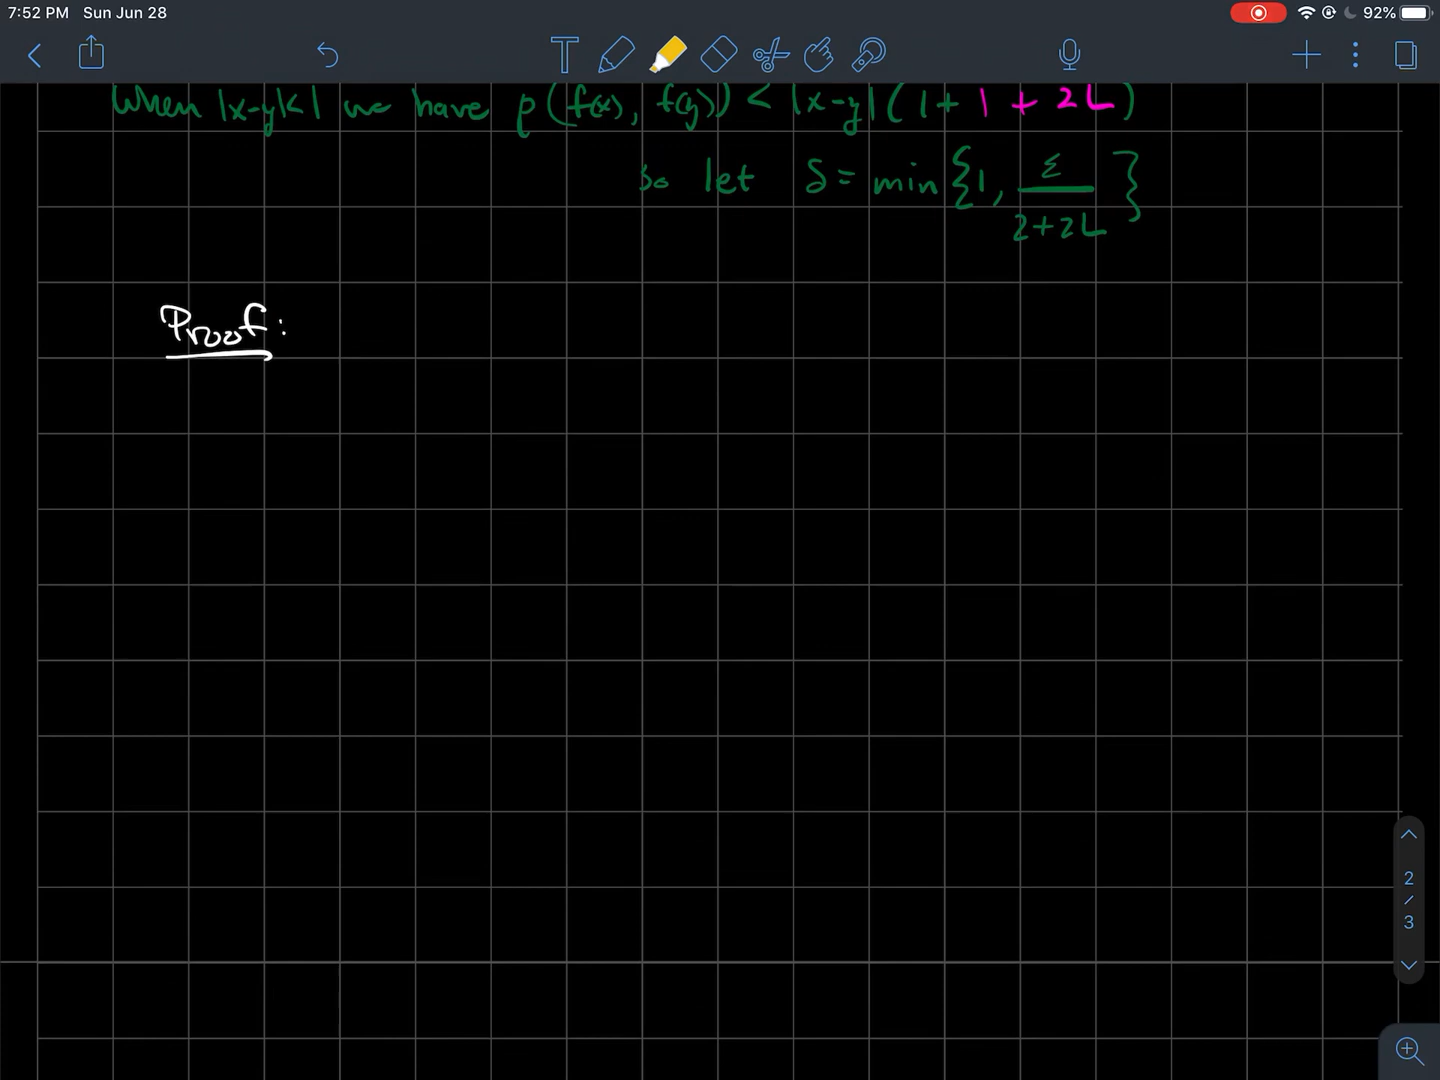 7:52 PM Sun Jun 28 92%
T
When |x-y|<1 we have p(f(x), f(y)) < |x-y|(1+1+2L)
so let δ = min{1, ε/(2+2L)}
Proof:
2
/
3